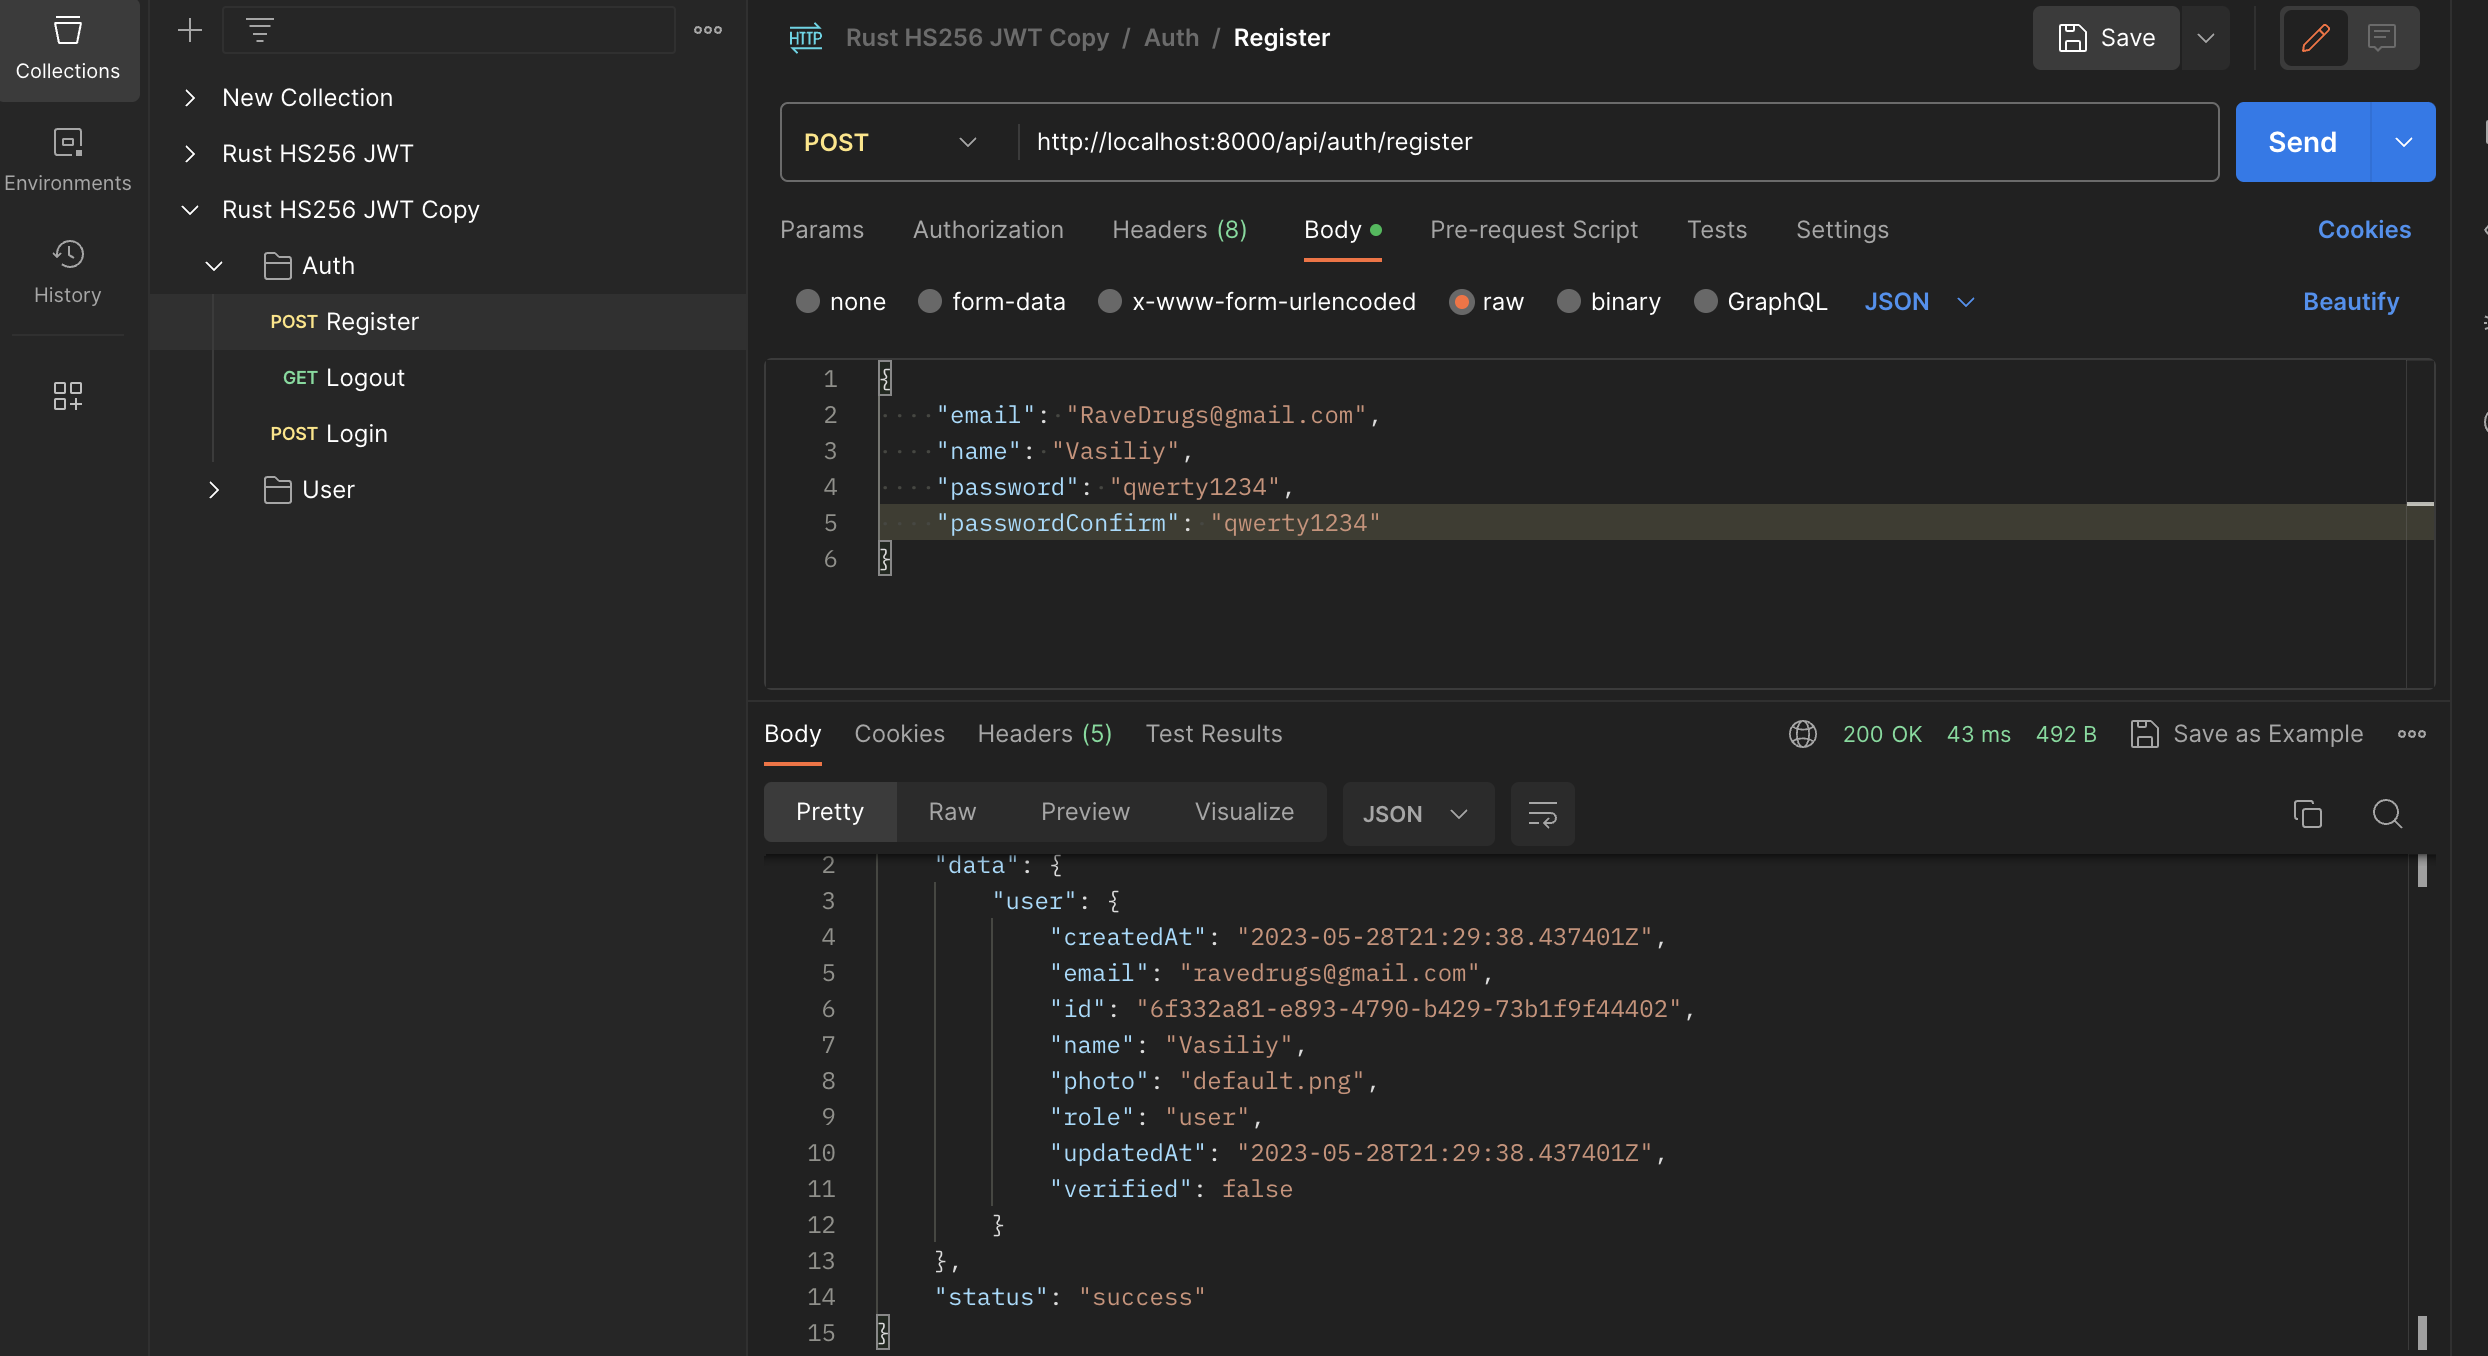 Collections
Environments
History
New Collection
Rust HS256 JWT
Rust HS256 JWT Copy
Auth
POST Register
GET Logout
POST Login
User
HTTP Rust HS256 JWT Copy / Auth / Register
Save
POST http://localhost:8000/api/auth/register
Send
Params Authorization Headers (8) Body Pre-request Script Tests Settings Cookies
none form-data x-www-form-urlencoded raw binary GraphQL JSON Beautify
1 {
2 "email": "RaveDrugs@gmail.com",
3 "name": "Vasiliy",
4 "password": "qwerty1234",
5 "passwordConfirm": "qwerty1234"
6 }
Body Cookies Headers (5) Test Results 200 OK 43 ms 492 B Save as Example
Pretty Raw Preview Visualize JSON
2 "data": {
3 "user": {
4 "createdAt": "2023-05-28T21:29:38.437401Z",
5 "email": "ravedrugs@gmail.com",
6 "id": "6f332a81-e893-4790-b429-73b1f9f44402",
7 "name": "Vasiliy",
8 "photo": "default.png",
9 "role": "user",
10 "updatedAt": "2023-05-28T21:29:38.437401Z",
11 "verified": false
12 }
13 },
14 "status": "success"
15 }